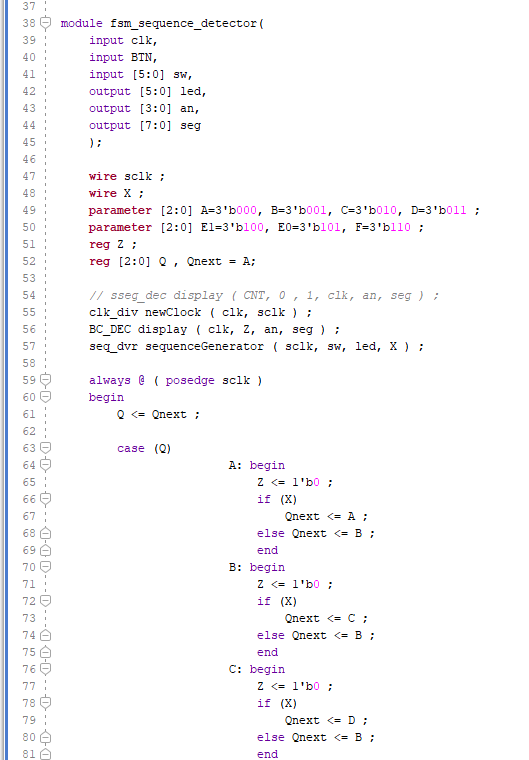 37
38 module fsm_sequence_detector(
39 input clk,
40 input BTN,
41 input [5:0] sw,
42 output [5:0] led,
43 output [3:0] an,
44 output [7:0] seg
45 );
46
47 wire sclk ;
48 wire X ;
49 parameter [2:0] A=3'b000, B=3'b001, C=3'b010, D=3'b011 ;
50 parameter [2:0] E1=3'b100, E0=3'b101, F=3'b110 ;
51 reg Z ;
52 reg [2:0] Q , Qnext = A;
53
54 // sseg_dec display ( CNT, 0 , 1, clk, an, seg ) ;
55 clk_div newClock ( clk, sclk ) ;
56 BC_DEC display ( clk, Z, an, seg ) ;
57 seq_dvr sequenceGenerator ( sclk, sw, led, X ) ;
58
59 always @ ( posedge sclk )
60 begin
61 Q <= Qnext ;
62
63 case (Q)
64 A: begin
65 Z <= 1'b0 ;
66 if (X)
67 Qnext <= A ;
68 else Qnext <= B ;
69 end
70 B: begin
71 Z <= 1'b0 ;
72 if (X)
73 Qnext <= C ;
74 else Qnext <= B ;
75 end
76 C: begin
77 Z <= 1'b0 ;
78 if (X)
79 Qnext <= D ;
80 else Qnext <= B ;
81 end